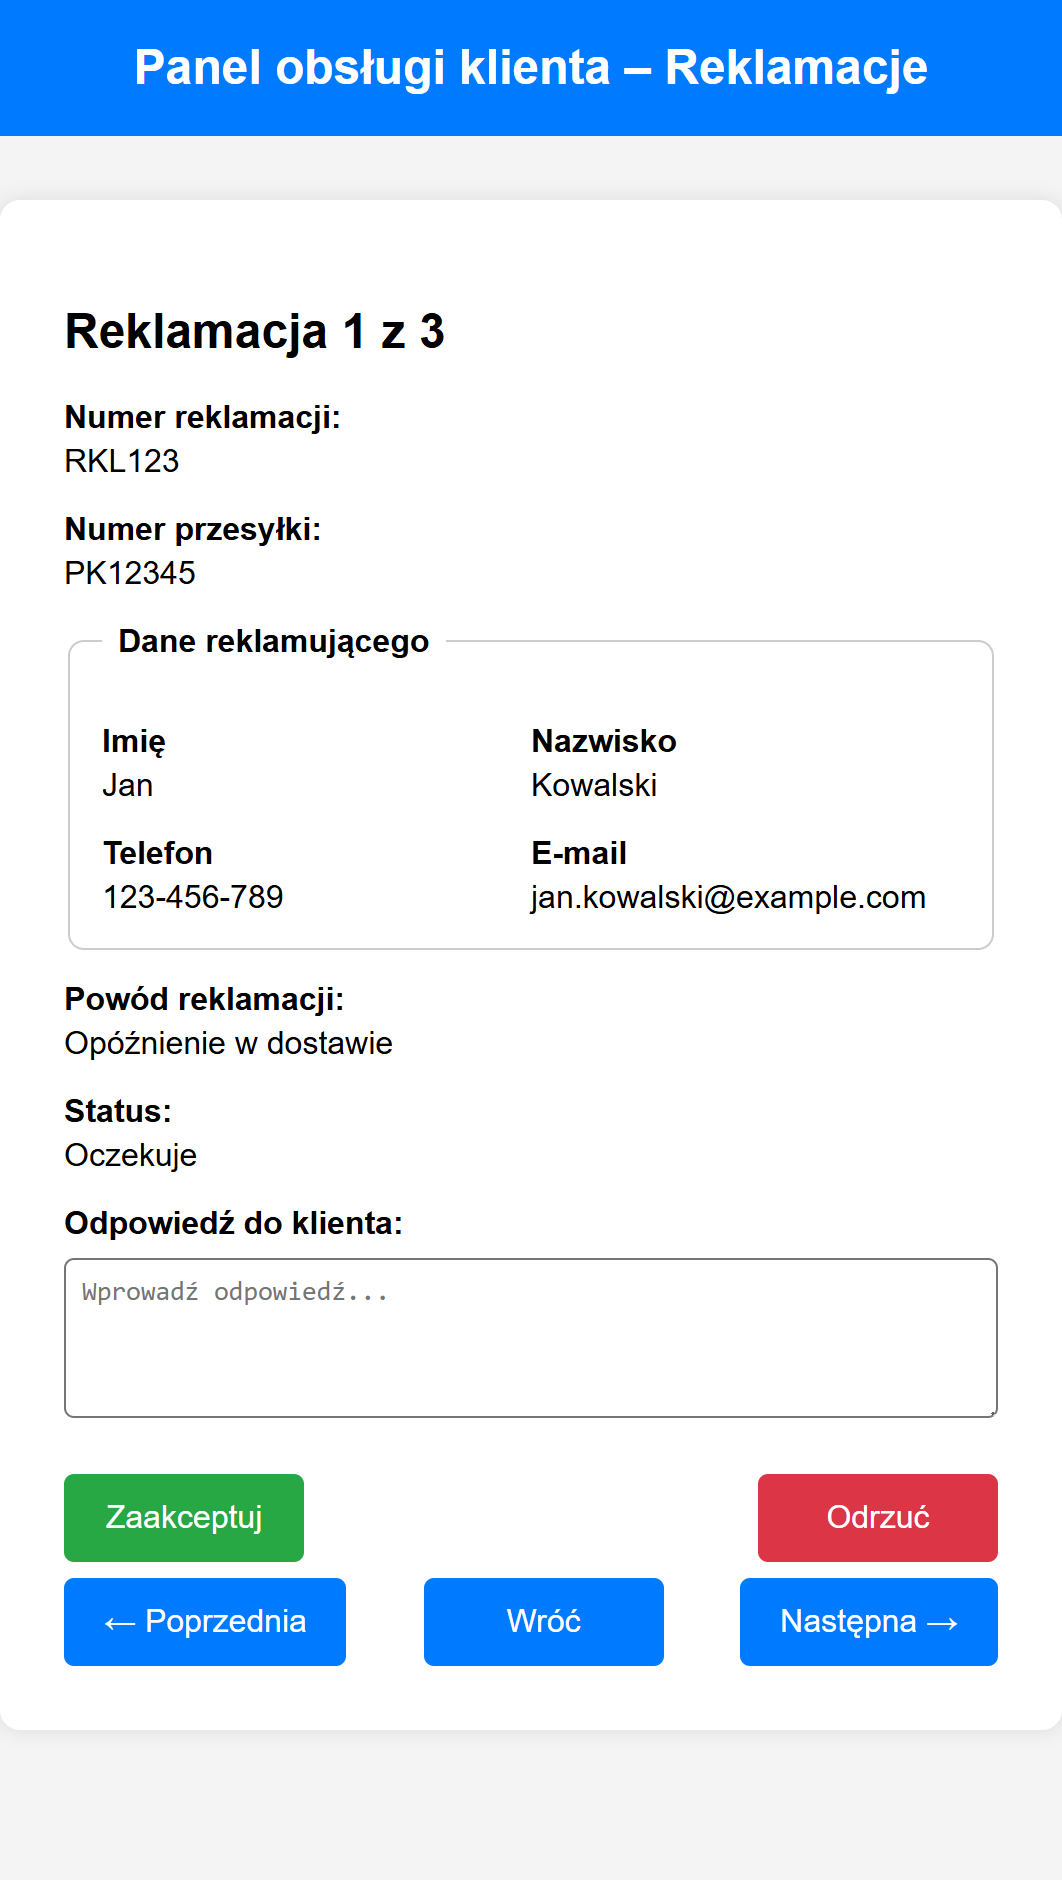 Panel obsługi klienta – Reklamacje
Reklamacja 1 z 3
Numer reklamacji:
RKL123
Numer przesyłki:
PK12345
Dane reklamującego
Imię
Jan
Nazwisko
Kowalski
Telefon
123-456-789
E-mail
jan.kowalski@example.com
Powód reklamacji:
Opóźnienie w dostawie
Status:
Oczekuje
Odpowiedź do klienta:
Wprowadź odpowiedź...
Zaakceptuj
Odrzuć
← Poprzednia
Wróć
Następna →